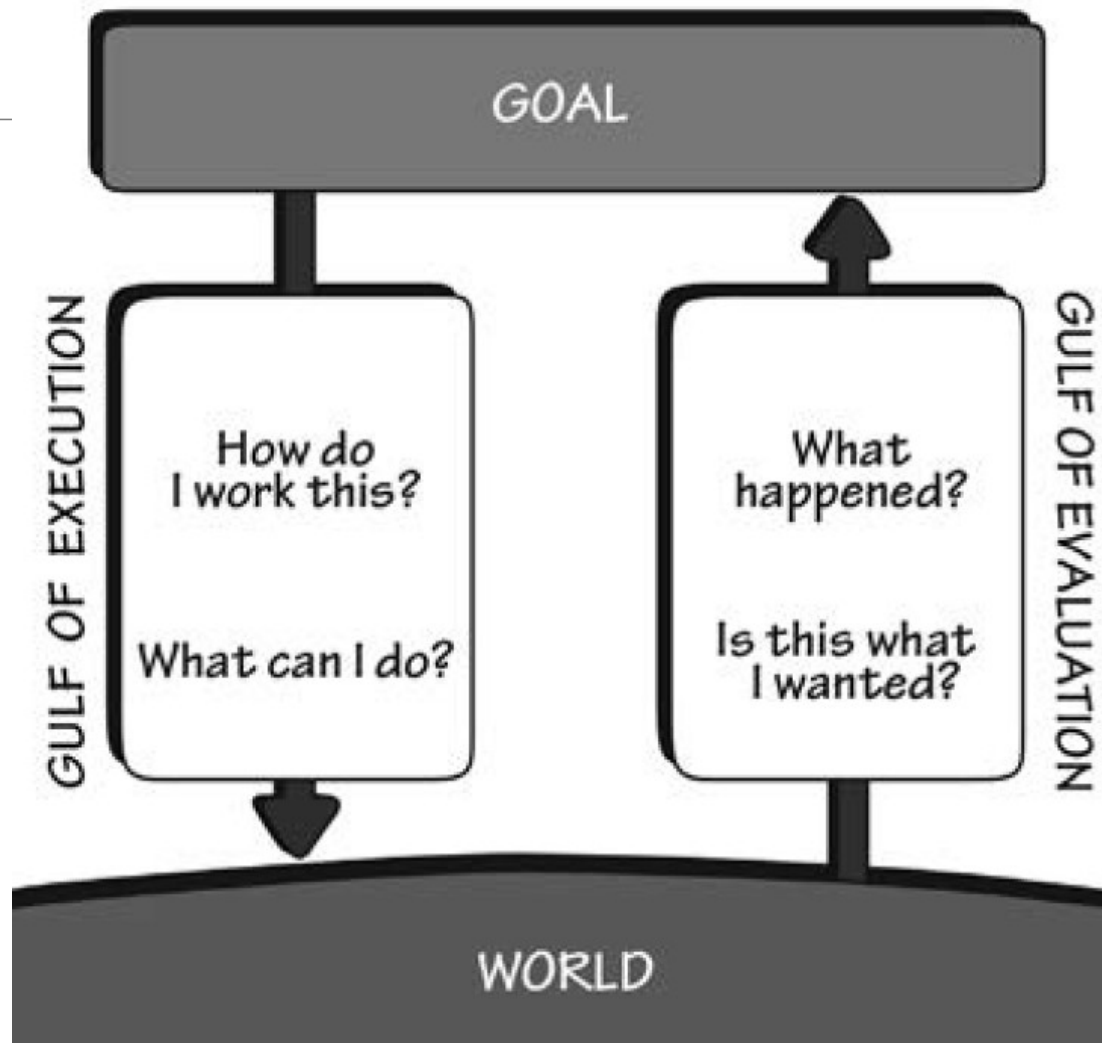 GOAL
GULF OF EXECUTION
How do
I work this?
What can I do?
What
happened?
Is this what
I wanted?
GULF OF EVALUATION
WORLD